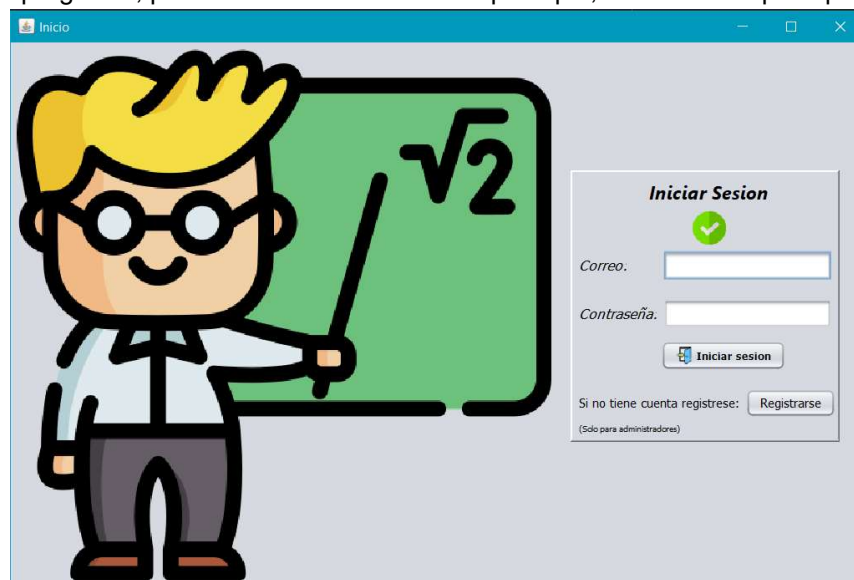 Inicio
√2
Iniciar Sesion
Correo.
Contraseña.
Iniciar sesion
Si no tiene cuenta registrese: Registrarse
(Solo para administradores)